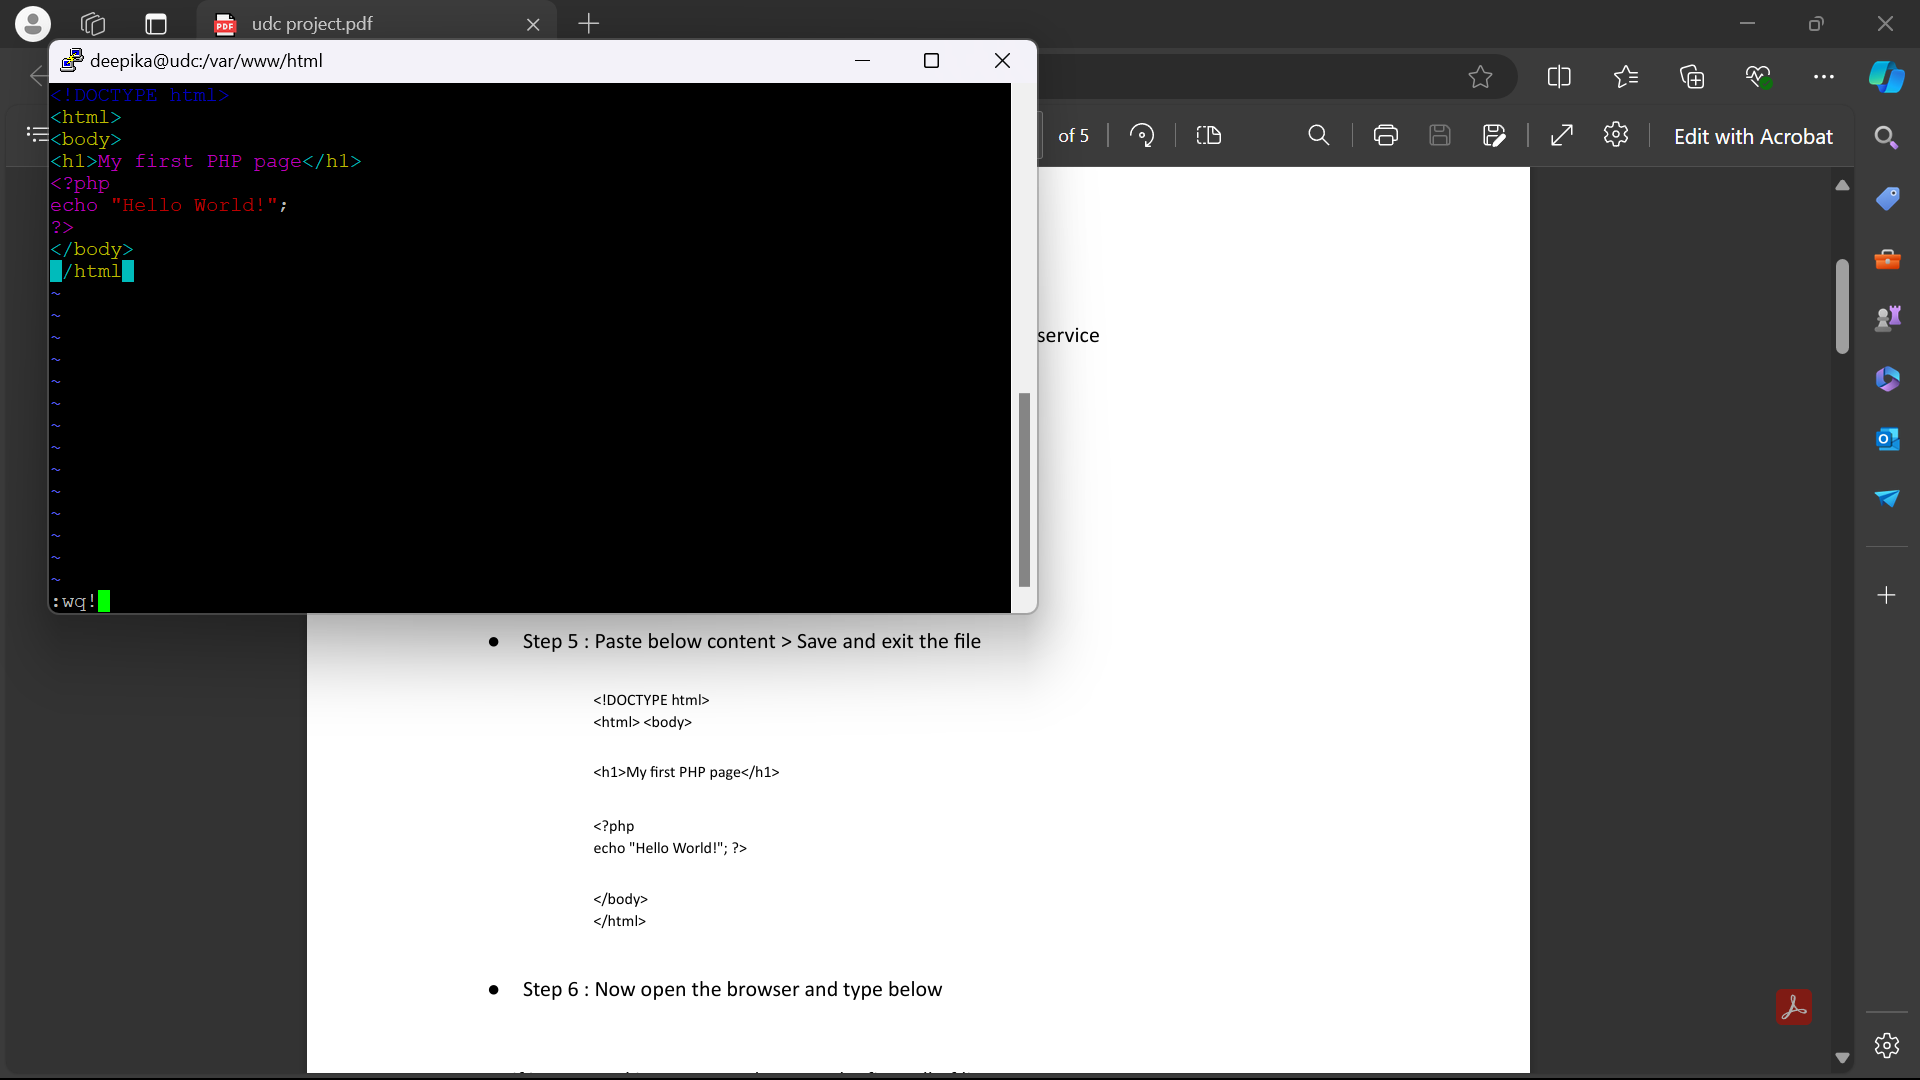 udc project.pdf
deepika@udc:/var/www/html
<!DOCTYPE html>
<html>
<body>
<h1>My first PHP page</h1>
<?php
echo "Hello World!";
?>
</body>
</html>
~
~
~
~
~
~
~
~
~
~
~
~
~
~
:wq!
of 5
Edit with Acrobat
service
● Step 5 : Paste below content > Save and exit the file
<!DOCTYPE html>
<html> <body>
<h1>My first PHP page</h1>
<?php
echo "Hello World!"; ?>
</body>
</html>
● Step 6 : Now open the browser and type below